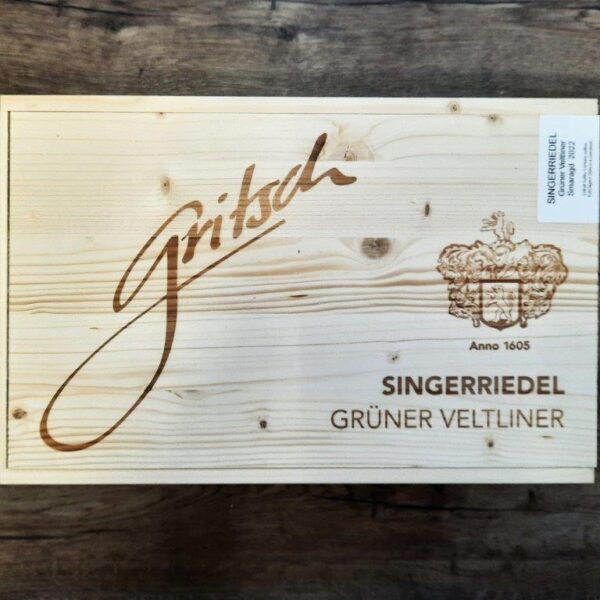 gritsch
SINGERRIEDEL
Grüner Veltliner
Smaragd 2022
Anno 1605
SINGERRIEDEL
GRÜNER VELTLINER